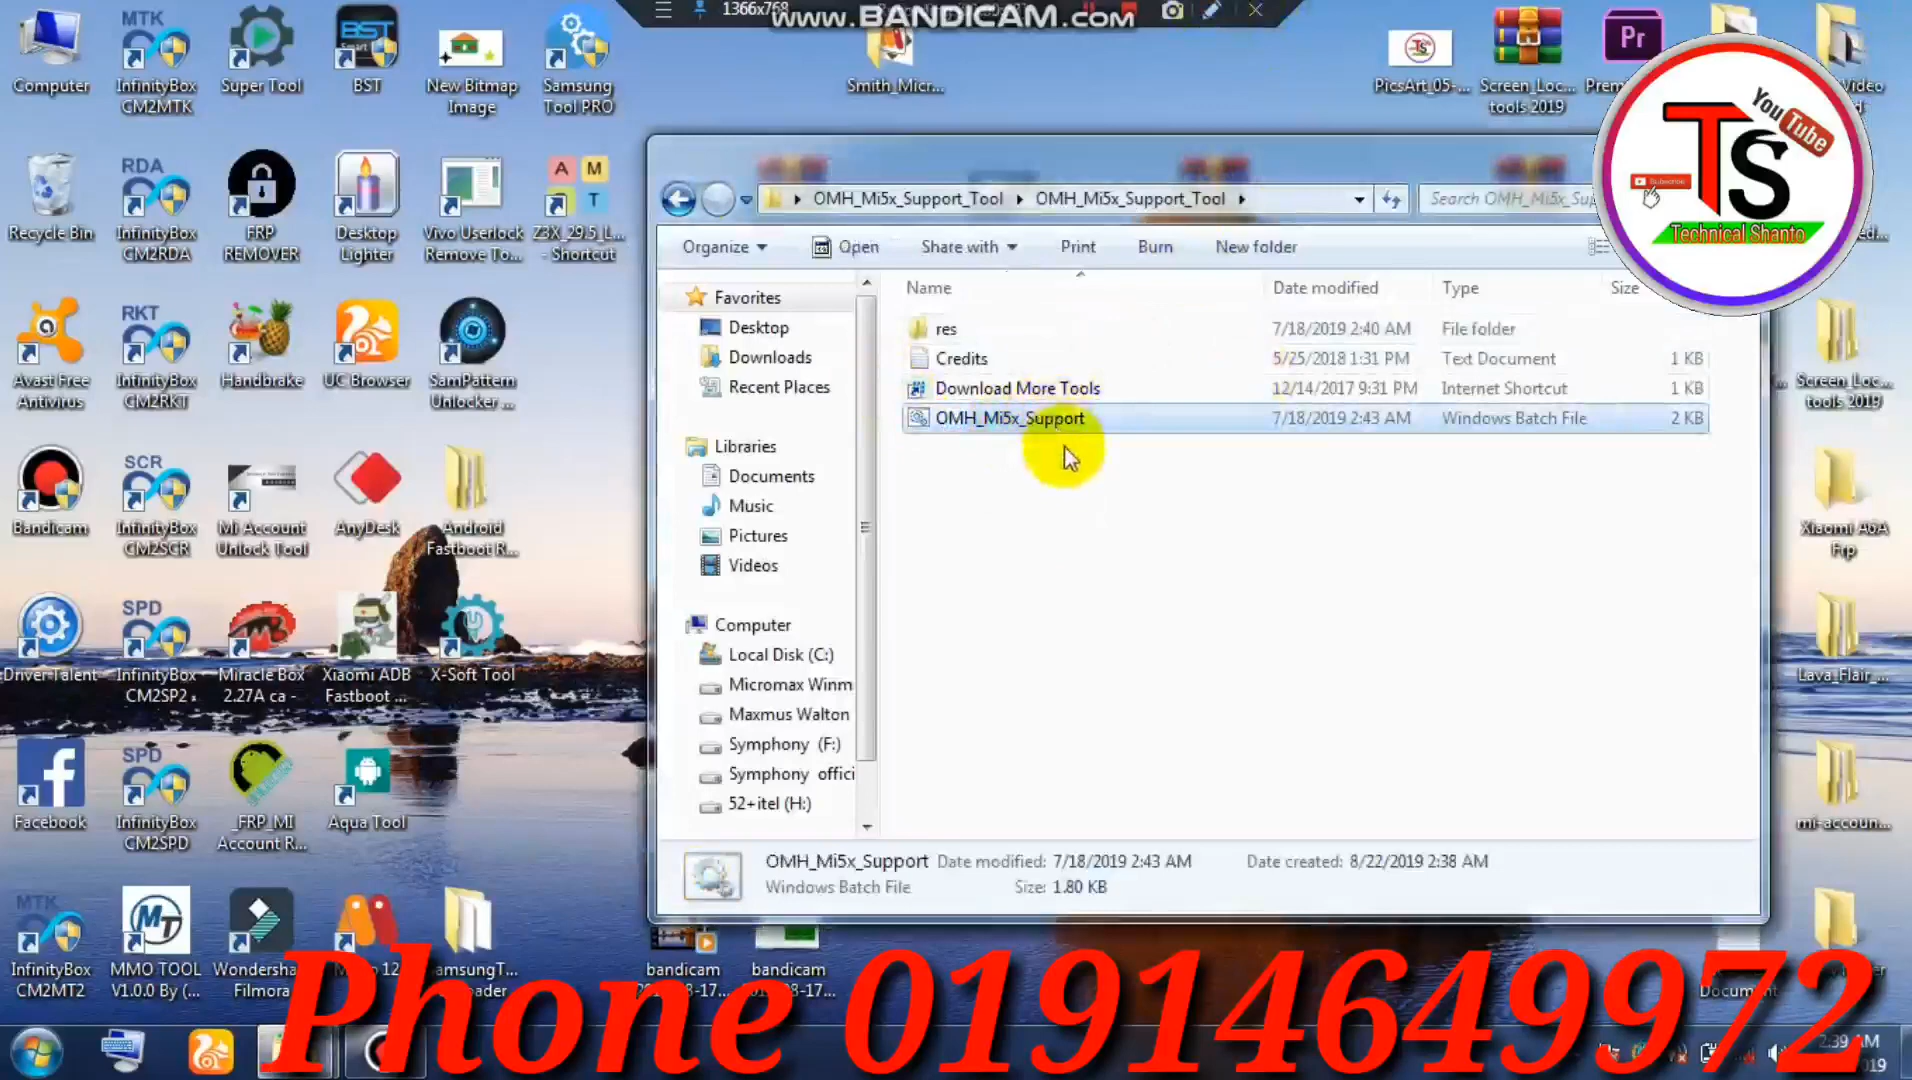 1366x768
www.BANDICAM.com
Computer
InfinityBox CM2MTK
Super Tool
BST
New Bitmap Image
Samsung Tool PRO
Smith_Micr...
PicsArt_05-...
Screen_Loc... tools 2019
Pr
YouTube
TS
Subscribe
Technical Shanto
Recycle Bin
InfinityBox CM2RDA
FRP REMOVER
Desktop Lighter
Vivo Userlock Remove To...
Z3X_29.5_L... - Shortcut
OMH_Mi5x_Support_Tool
OMH_Mi5x_Support_Tool
Search OMH_Mi5x_Sup
Organize
Open
Share with
Print
Burn
New folder
Name
Date modified
Type
Size
res
7/18/2019 2:40 AM
File folder
Credits
5/25/2018 1:31 PM
Text Document
1 KB
Download More Tools
12/14/2017 9:31 PM
Internet Shortcut
1 KB
OMH_Mi5x_Support
7/18/2019 2:43 AM
Windows Batch File
2 KB
Favorites
Desktop
Downloads
Recent Places
Libraries
Documents
Music
Pictures
Videos
Computer
Local Disk (C:)
Micromax Winm
Maxmus Walton
Symphony (F:)
Symphony offici
52+itel (H:)
Avast Free Antivirus
InfinityBox CM2RKT
Handbrake
UC Browser
SamPattern Unlocker ...
Screen_Loc... tools 2019
Bandicam
InfinityBox CM2SCR
Mi Account Unlock Tool
AnyDesk
Android Fastboot R...
Xiaomi A6A Frp
Driver Talent
InfinityBox CM2SP2
Miracle Box 2.27A ca -
Xiaomi ADB Fastboot ...
X-Soft Tool
Lava_Flair_...
Facebook
InfinityBox CM2SPD
_FRP_MI Account R...
Aqua Tool
mi-accoun...
OMH_Mi5x_Support
Date modified: 7/18/2019 2:43 AM
Date created: 8/22/2019 2:38 AM
Windows Batch File
Size: 1.80 KB
InfinityBox CM2MT2
MMO TOOL V1.0.0 By (...
Wondersha Filmora
bandicam
bandicam
Phone 01914649972
2:39 AM